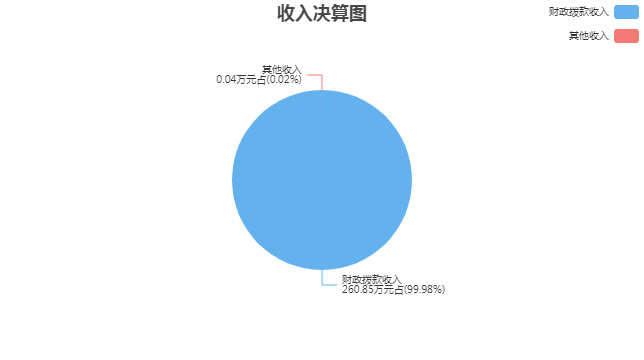 收入决算图
财政拨款收入
其他收入
其他收入
0.04万元占(0.02%)
财政拨款收入
260.85万元占(99.98%)